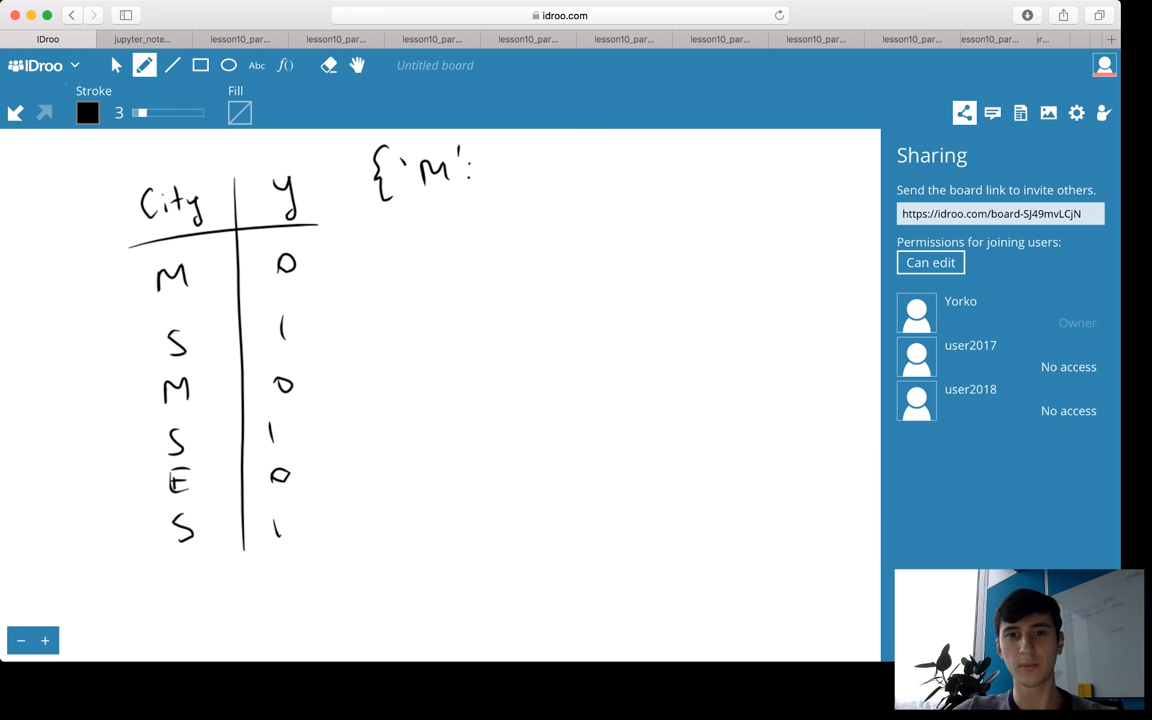 idroo.com
IDroo
jupyter_note...
lesson10_par...
lesson10_par...
lesson10_par...
lesson10_par...
lesson10_par...
lesson10_par...
lesson10_par...
lesson10_par...
esson10_par...
r...
IDroo
Abc
f()
Untitled board
Stroke
Fill
3
{'M':
City y
M 0
S 1
M 0
S 1
E 0
S 1
− +
Sharing
Send the board link to invite others.
https://idroo.com/board-SJ49mvLCjN
Permissions for joining users:
Can edit
Yorko
Owner
user2017
No access
user2018
No access